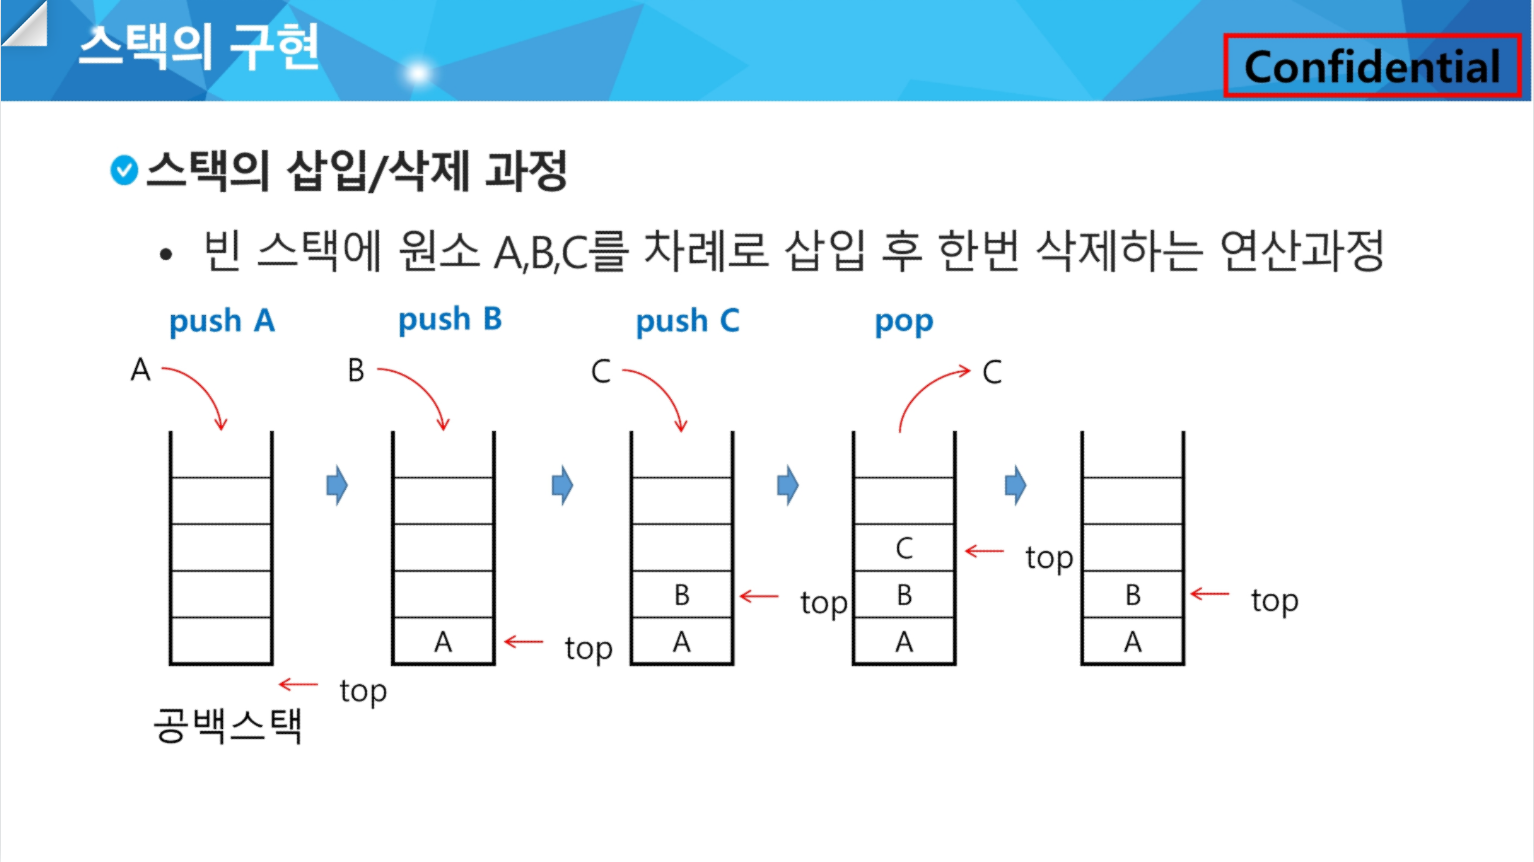 스택의 구현
Confidential
스택의 삽입/삭제 과정
• 빈 스택에 원소 A,B,C를 차례로 삽입 후 한번 삭제하는 연산과정
push A
push B
push C
pop
A
B
C
C
C
B
B
B
A
A
A
A
top
top
top
top
top
공백스택